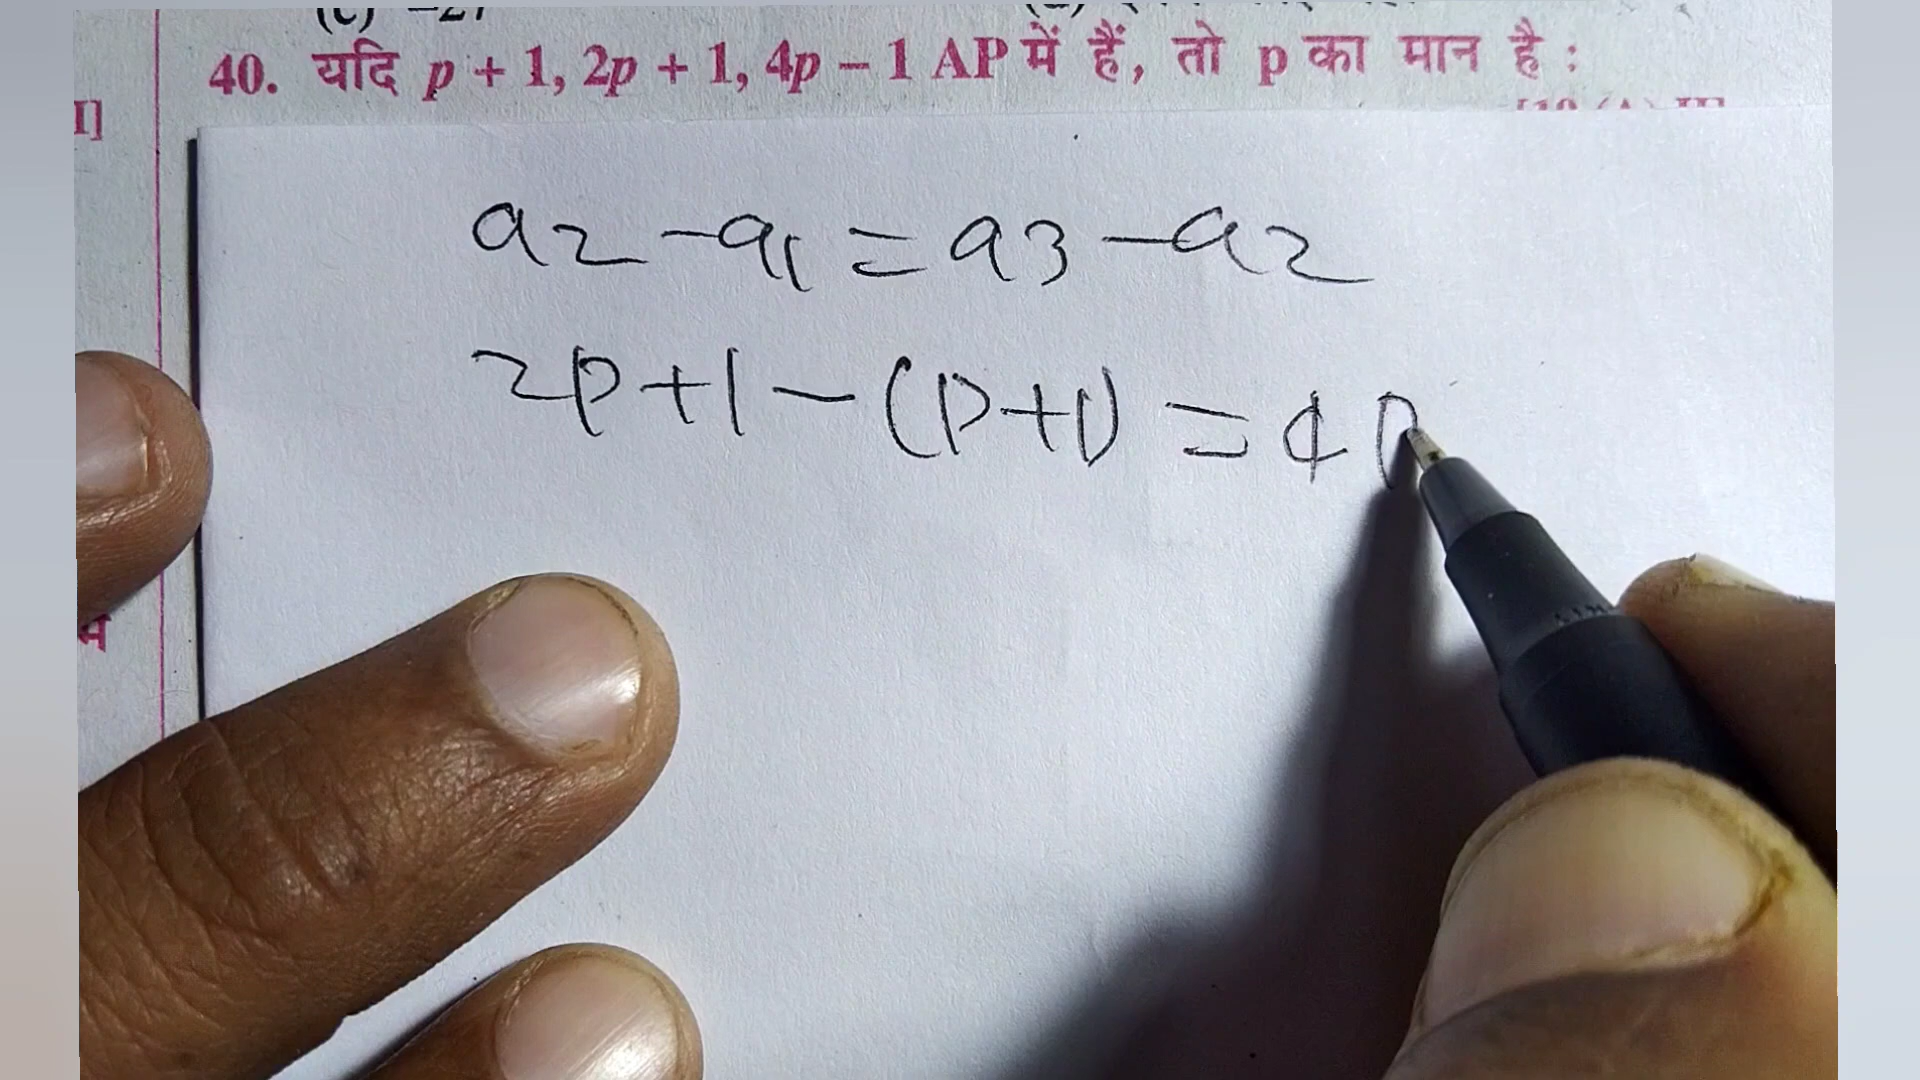 40. यदि p + 1, 2p + 1, 4p – 1 AP में हैं, तो p का मान है :
I]
a2 - a1 = a3 - a2
2p + 1 - (p + 1) = 4p
में